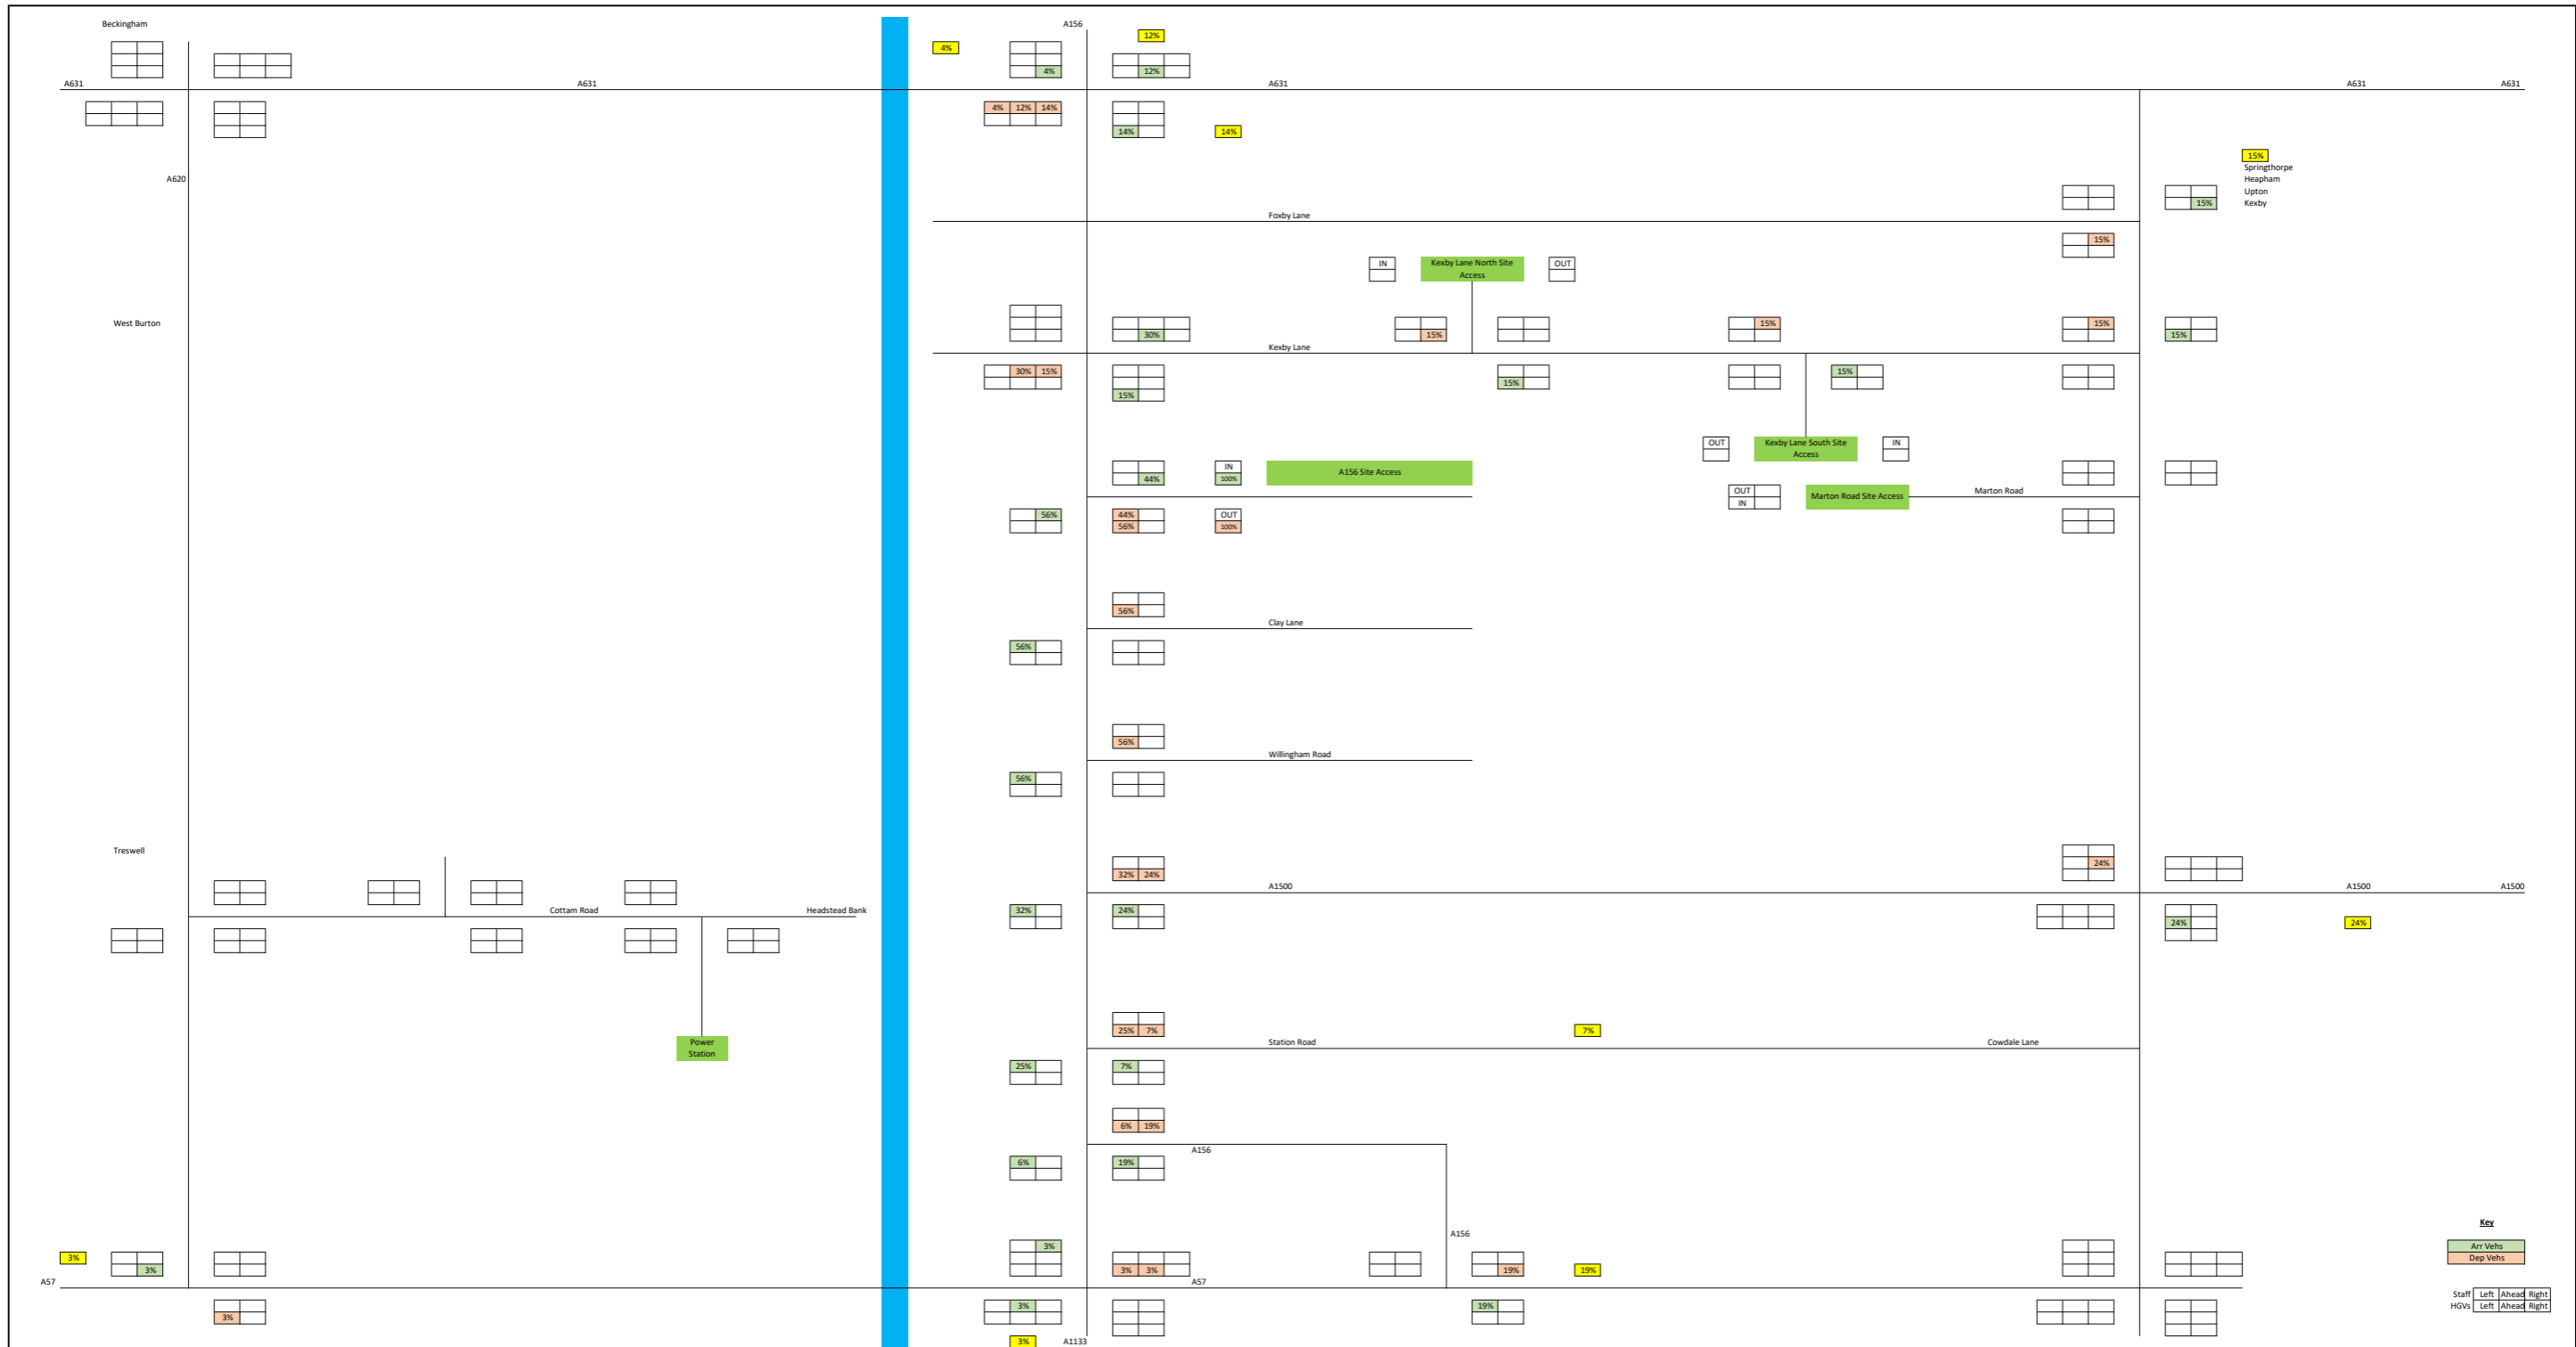 Beckingham A156
12%
4%
4% 12%
A631 A631 A631 A631 A631
4% 12% 14%
14% 14%
15%
Springthorpe
A620 Heapham
Upton
15% Kexby
Foxby Lane
15%
IN Kexby Lane North Site Access OUT
West Burton 15% 15%
30% 15% 15%
Kexby Lane
30% 15% 15%
15%
15%
OUT Kexby Lane South Site Access IN
IN A156 Site Access
44% 100%
OUT Marton Road Site Access Marton Road
IN
56% 44% OUT
56% 100%
56%
Clay Lane
56%
56%
Willingham Road
56%
Treswell
24%
32% 24%
A1500 A1500 A1500
Cottam Road Headstead Bank 32% 24%
24% 24%
25% 7% 7%
Power Station
Station Road Cowdale Lane
25% 7%
6% 19%
A156
6% 19%
Key
A156
3% Arr Vehs
3% Dep Vehs
3% 3% 3% 19% 19%
A57 A57
3% 19% Staff Left Ahead Right
3% HGVs Left Ahead Right
3% A1133